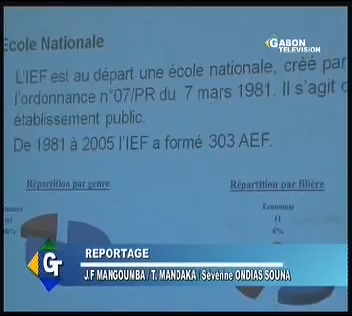 Ecole Nationale
GABON
TELEVISION
L'IEF est au départ une école nationale, créé par
l'ordonnance n°07/PR du 7 mars 1981. Il s'agit d
établissement public.
De 1981 à 2005 l'IEF a formé 303 AEF.
Répartition par genre
Répartition par filière
Economie
11
4%
GT
REPORTAGE
J.F MANGOUMBA / T. MANDAKA / Séverine ONDIAS SOUNA